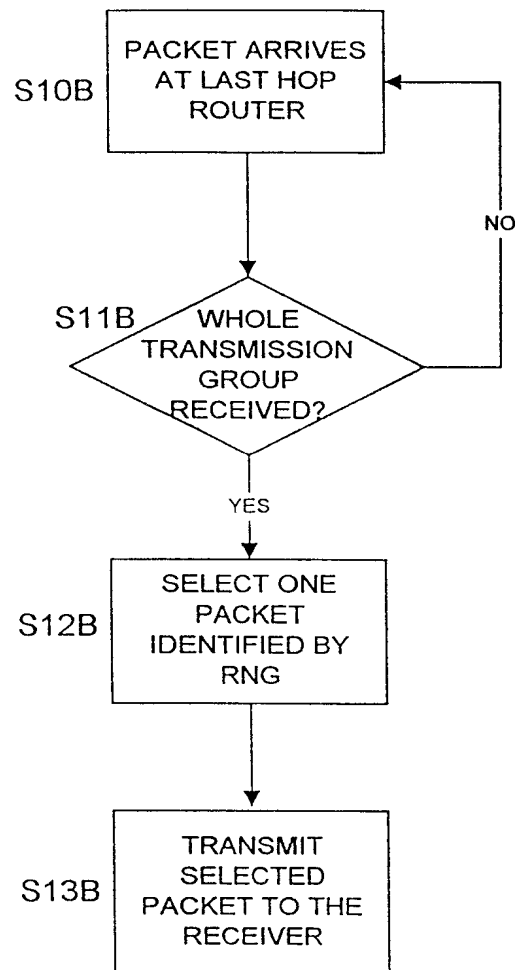 S10B
PACKET ARRIVES
AT LAST HOP
ROUTER
NO
S11B
WHOLE
TRANSMISSION
GROUP
RECEIVED?
YES
S12B
SELECT ONE
PACKET
IDENTIFIED BY
RNG
S13B
TRANSMIT
SELECTED
PACKET TO THE
RECEIVER